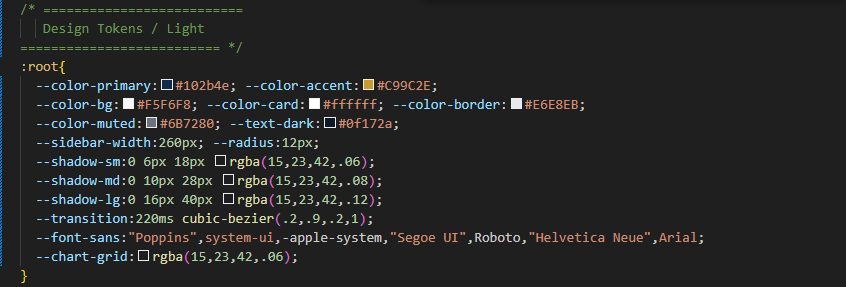 /* ==========================
Design Tokens / Light
========================== */
:root{
--color-primary:#102b4e; --color-accent:#C99C2E;
--color-bg:#F5F6F8; --color-card:#ffffff; --color-border:#E6E8EB;
--color-muted:#6B7280; --text-dark:#0f172a;
--sidebar-width:260px; --radius:12px;
--shadow-sm:0 6px 18px rgba(15,23,42,.06);
--shadow-md:0 10px 28px rgba(15,23,42,.08);
--shadow-lg:0 16px 40px rgba(15,23,42,.12);
--transition:220ms cubic-bezier(.2,.9,.2,1);
--font-sans:"Poppins",system-ui,-apple-system,"Segoe UI",Roboto,"Helvetica Neue",Arial;
--chart-grid:rgba(15,23,42,.06);
}